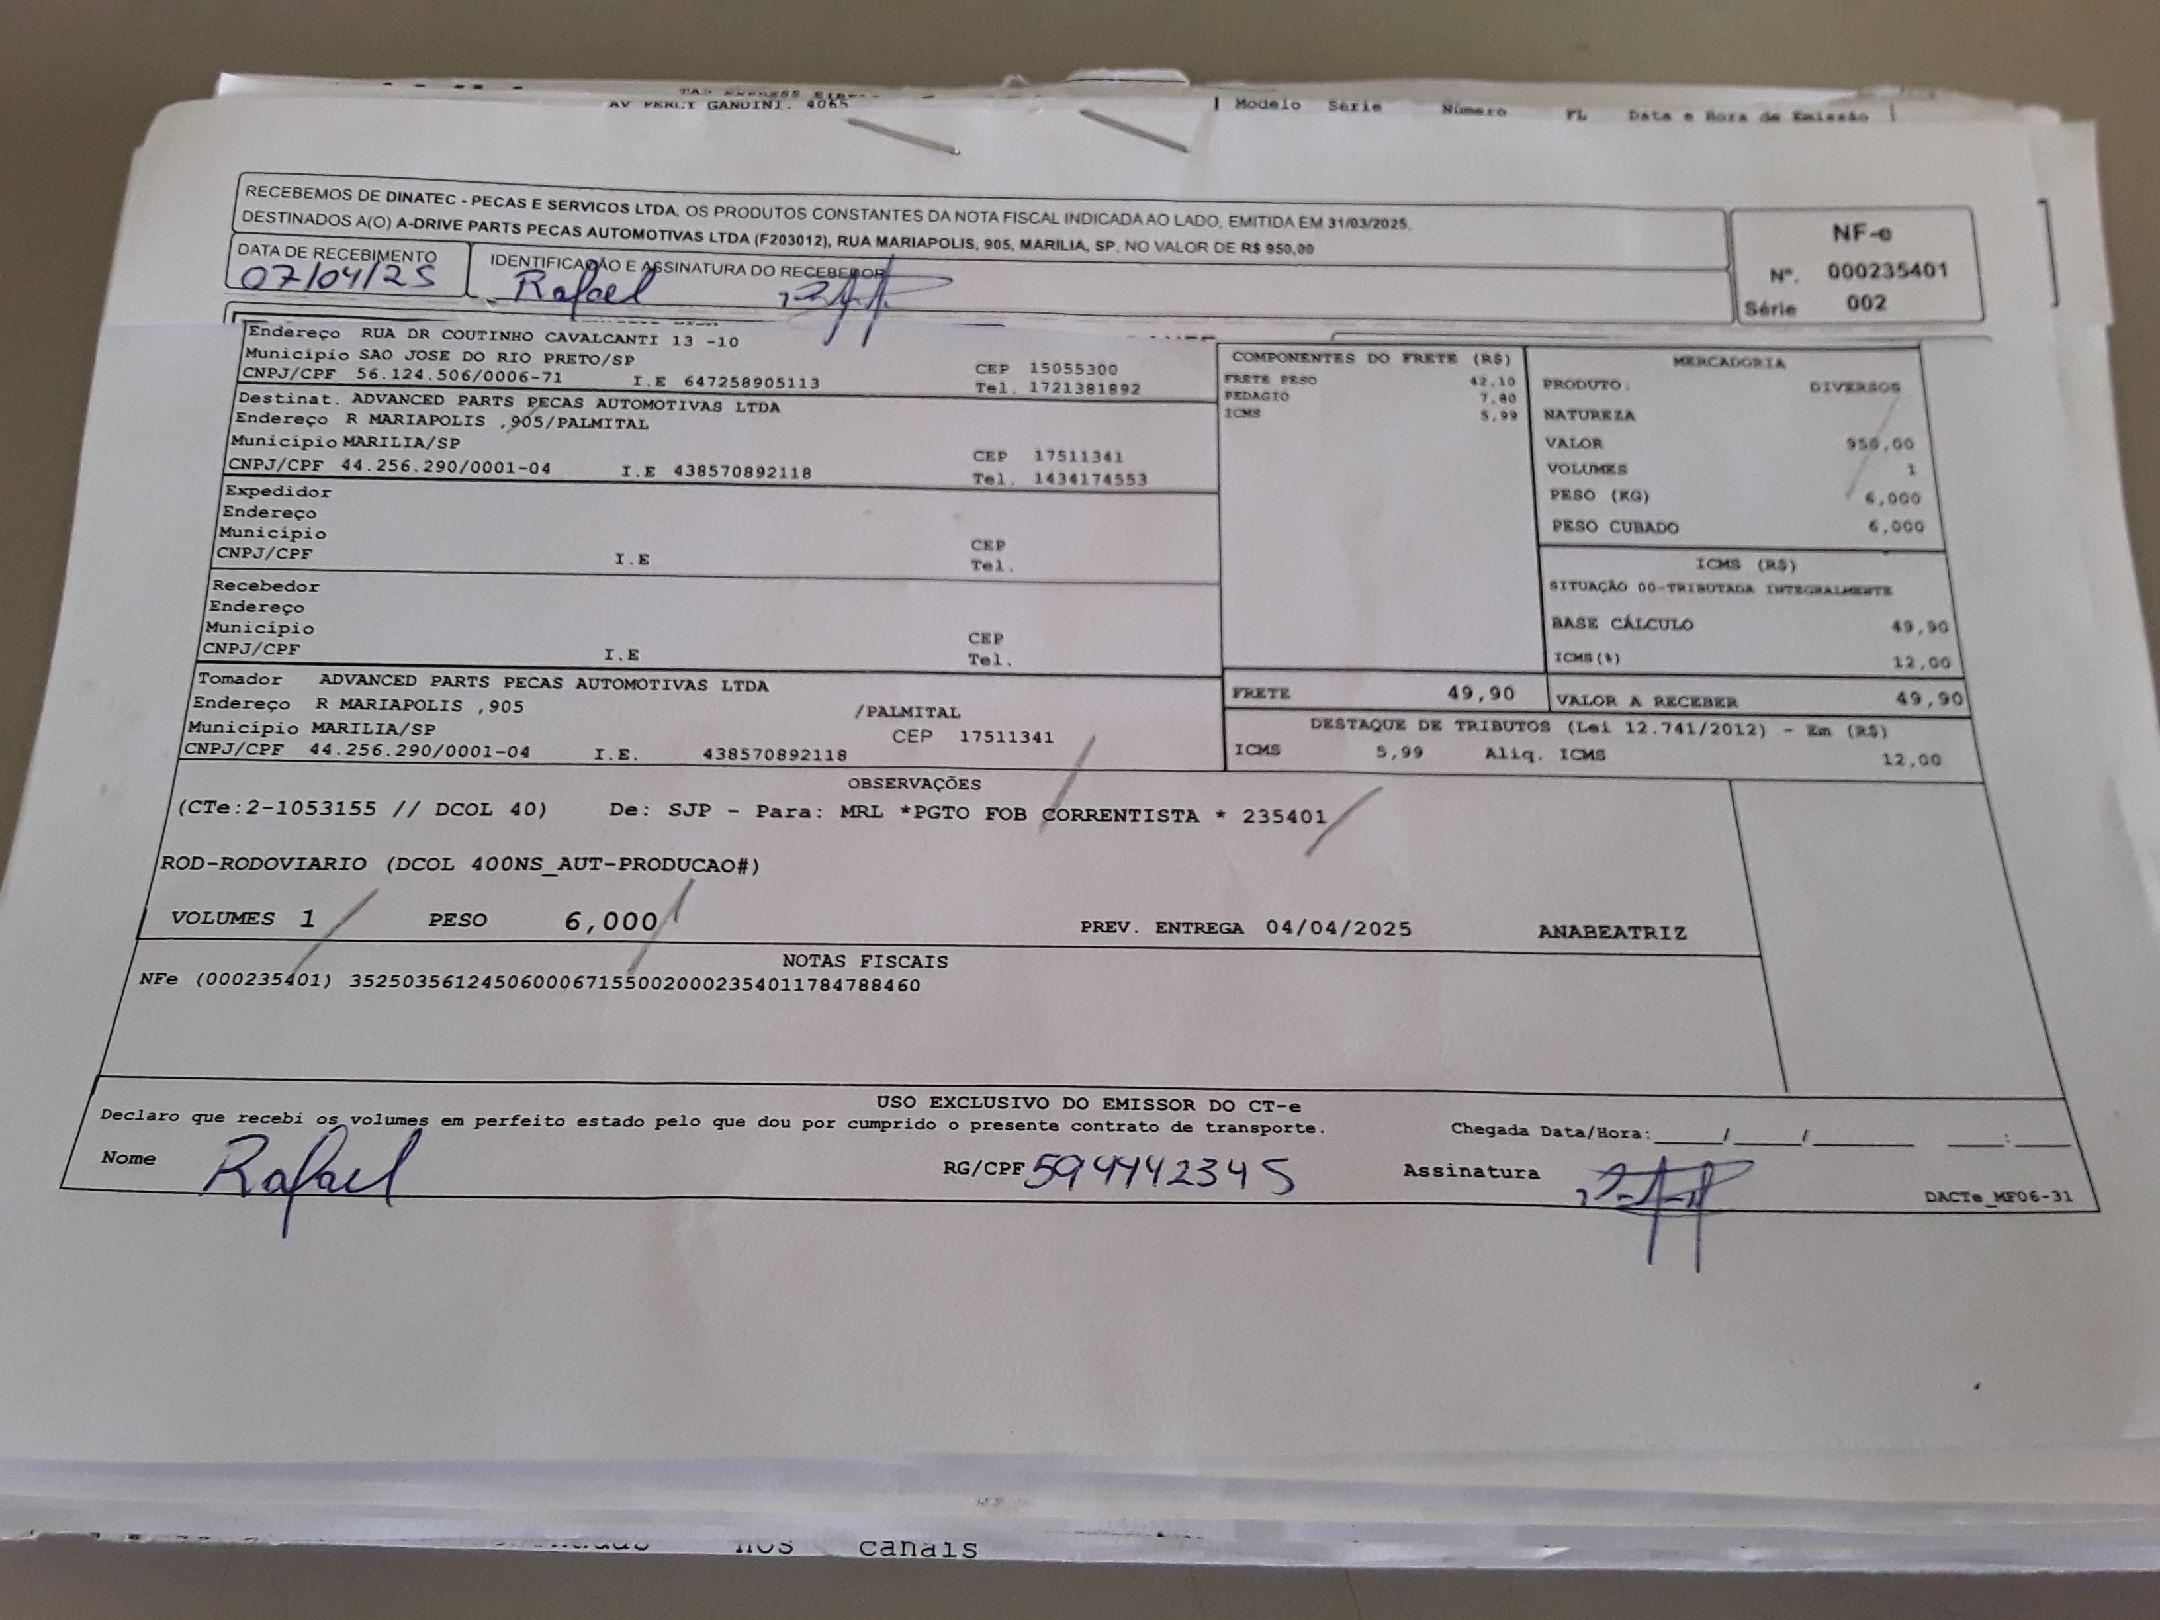 AV PERCY GANDINI. 4065
Modelo Série Número FL Data e Hora de Emissão
RECEBEMOS DE DINATEC - PECAS E SERVICOS LTDA, OS PRODUTOS CONSTANTES DA NOTA FISCAL INDICADA AO LADO, EMITIDA EM 31/03/2025,
DESTINADOS A(O) A-DRIVE PARTS PECAS AUTOMOTIVAS LTDA (F203012), RUA MARIAPOLIS, 905, MARILIA, SP. NO VALOR DE R$ 950,00
DATA DE RECEBIMENTO IDENTIFICAÇÃO E ASSINATURA DO RECEBEDOR
07/04/25 Rafael
NF-e
Nº. 000235401
Série 002
Endereço RUA DR COUTINHO CAVALCANTI 13 -10
Município SAO JOSE DO RIO PRETO/SP CEP 15055300
CNPJ/CPF 56.124.506/0006-71 I.E 647258905113 Tel. 1721381892
Destinat. ADVANCED PARTS PECAS AUTOMOTIVAS LTDA
Endereço R MARIAPOLIS ,905/PALMITAL
Município MARILIA/SP CEP 17511341
CNPJ/CPF 44.256.290/0001-04 I.E 438570892118 Tel. 1434174553
Expedidor
Endereço
Município CEP
CNPJ/CPF I.E Tel.
Recebedor
Endereço
Município CEP
CNPJ/CPF I.E Tel.
Tomador ADVANCED PARTS PECAS AUTOMOTIVAS LTDA
Endereço R MARIAPOLIS ,905 /PALMITAL
Município MARILIA/SP CEP 17511341
CNPJ/CPF 44.256.290/0001-04 I.E. 438570892118
COMPONENTES DO FRETE (R$)
FRETE PESO 42,10
PEDAGIO 7,80
ICMS 5,99
FRETE 49,90
MERCADORIA
PRODUTO. DIVERSOS
NATUREZA
VALOR 950,00
VOLUMES 1
PESO (KG) 6,000
PESO CUBADO 6,000
ICMS (R$)
SITUAÇÃO 00-TRIBUTADA INTEGRALMENTE
BASE CÁLCULO 49,90
ICMS(%) 12,00
VALOR A RECEBER 49,90
DESTAQUE DE TRIBUTOS (Lei 12.741/2012) - Em (R$)
ICMS 5,99 Aliq. ICMS 12,00
OBSERVAÇÕES
(CTe:2-1053155 // DCOL 40) De: SJP - Para: MRL *PGTO FOB CORRENTISTA * 235401
ROD-RODOVIARIO (DCOL 400NS_AUT-PRODUCAO#)
VOLUMES 1 PESO 6,000 PREV. ENTREGA 04/04/2025 ANABEATRIZ
NOTAS FISCAIS
NFe (000235401) 35250356124506000671550020002354011784788460
USO EXCLUSIVO DO EMISSOR DO CT-e
Declaro que recebi os volumes em perfeito estado pelo que dou por cumprido o presente contrato de transporte. Chegada Data/Hora:_____/_____/_______ ____:____
Nome Rafael RG/CPF 594442345 Assinatura
DACTe_MF06-31
nos canais